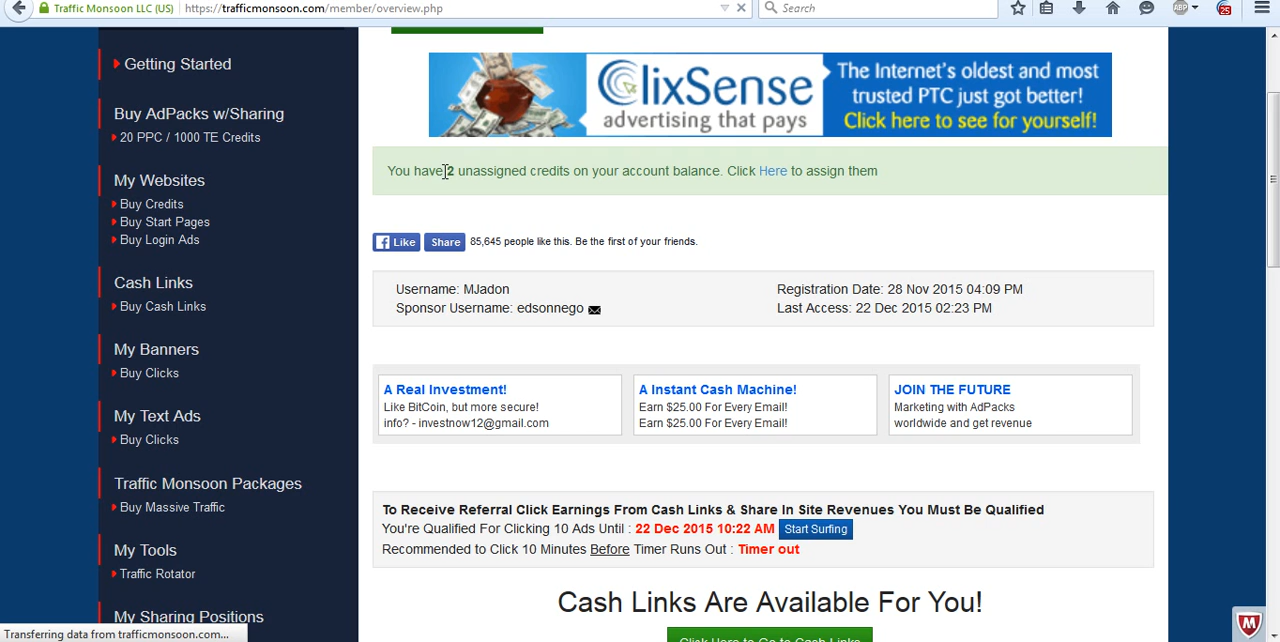 Traffic Monsoon LLC (US) https://trafficmonsoon.com/member/overview.php Search ABP 25
Getting Started
Buy AdPacks w/Sharing
20 PPC / 1000 TE Credits
My Websites
Buy Credits
Buy Start Pages
Buy Login Ads
Cash Links
Buy Cash Links
My Banners
Buy Clicks
My Text Ads
Buy Clicks
Traffic Monsoon Packages
Buy Massive Traffic
My Tools
Traffic Rotator
My Sharing Positions
Transferring data from trafficmonsoon.com...
ClixSense
advertising that pays
The Internet's oldest and most
trusted PTC just got better!
Click here to see for yourself!
You have 2 unassigned credits on your account balance. Click Here to assign them
Like Share 85,645 people like this. Be the first of your friends.
Username: MJadon
Sponsor Username: edsonnego
Registration Date: 28 Nov 2015 04:09 PM
Last Access: 22 Dec 2015 02:23 PM
A Real Investment!
Like BitCoin, but more secure!
info? - investnow12@gmail.com
A Instant Cash Machine!
Earn $25.00 For Every Email!
Earn $25.00 For Every Email!
JOIN THE FUTURE
Marketing with AdPacks
worldwide and get revenue
To Receive Referral Click Earnings From Cash Links & Share In Site Revenues You Must Be Qualified
You're Qualified For Clicking 10 Ads Until : 22 Dec 2015 10:22 AM Start Surfing
Recommended to Click 10 Minutes Before Timer Runs Out : Timer out
Cash Links Are Available For You!
Click Here to Go to Cash Links